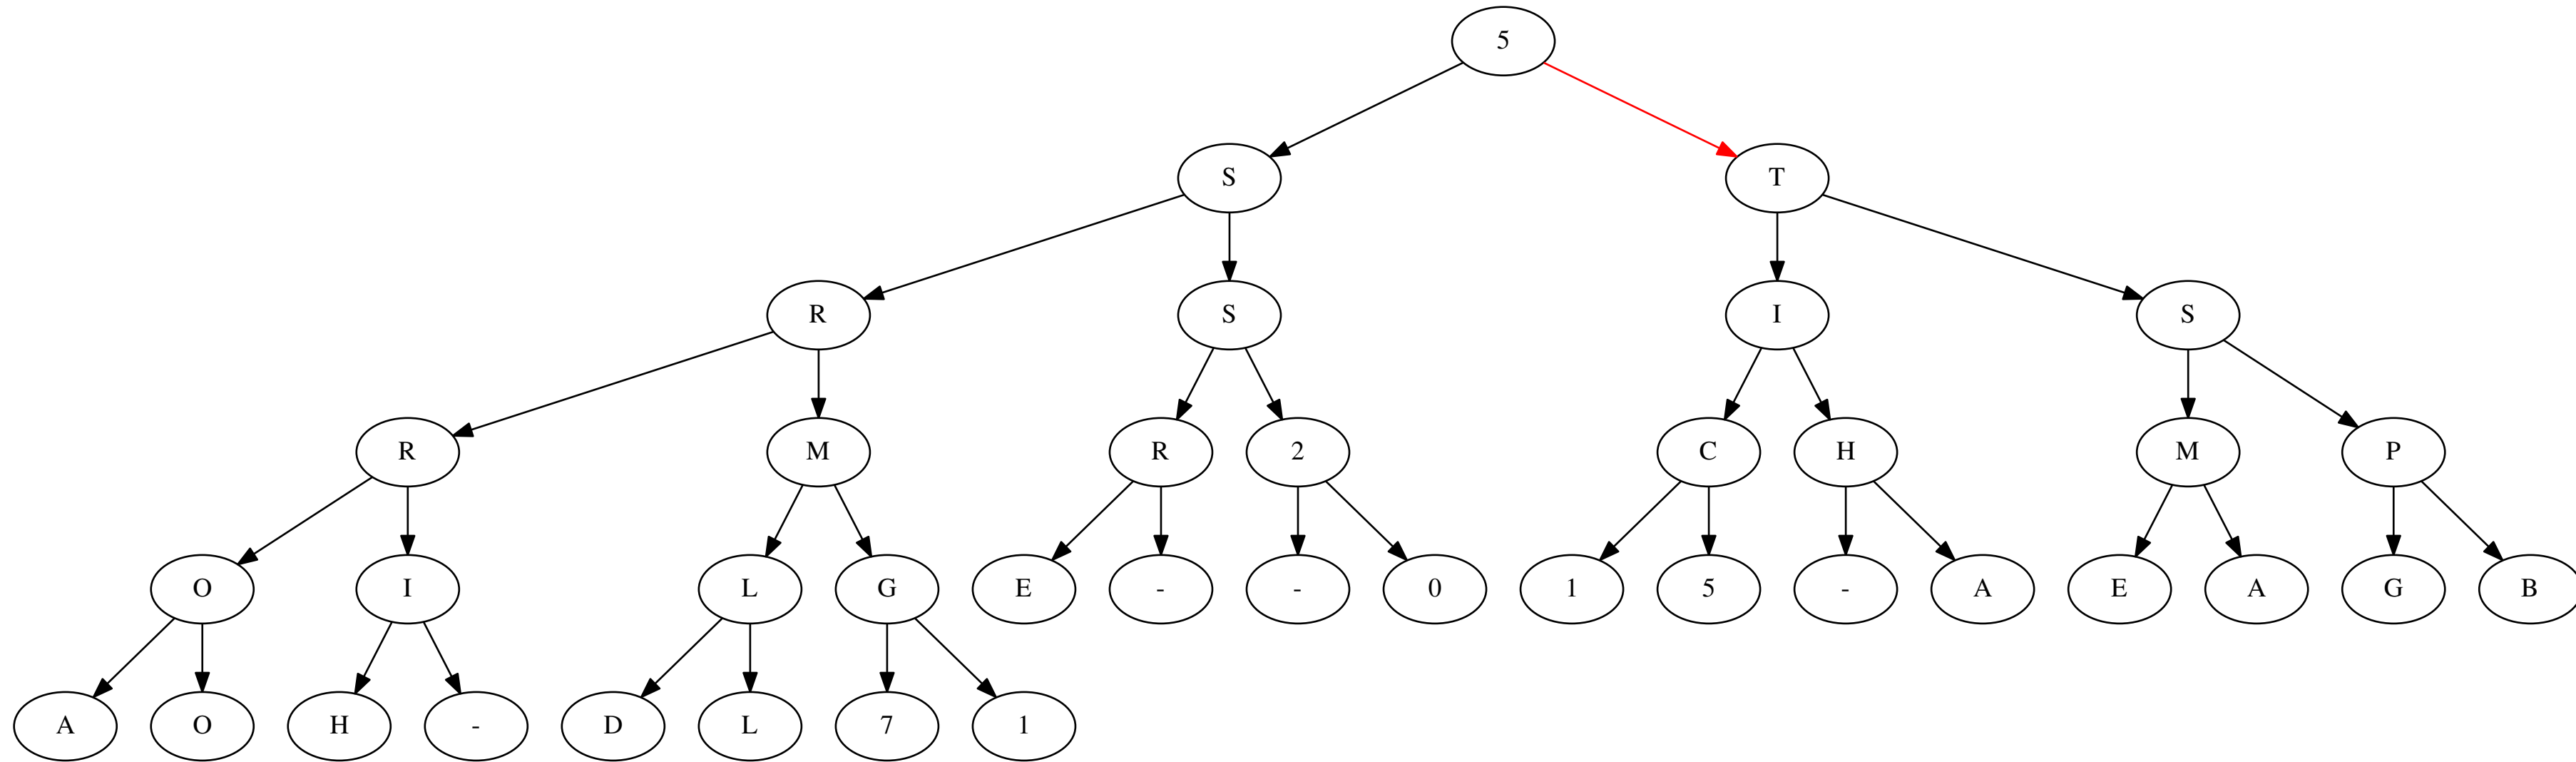 5
S T
R S I S
R M R 2 C H M P
O I L G E - - 0 1 5 - A E A G B
A O H - D L 7 1